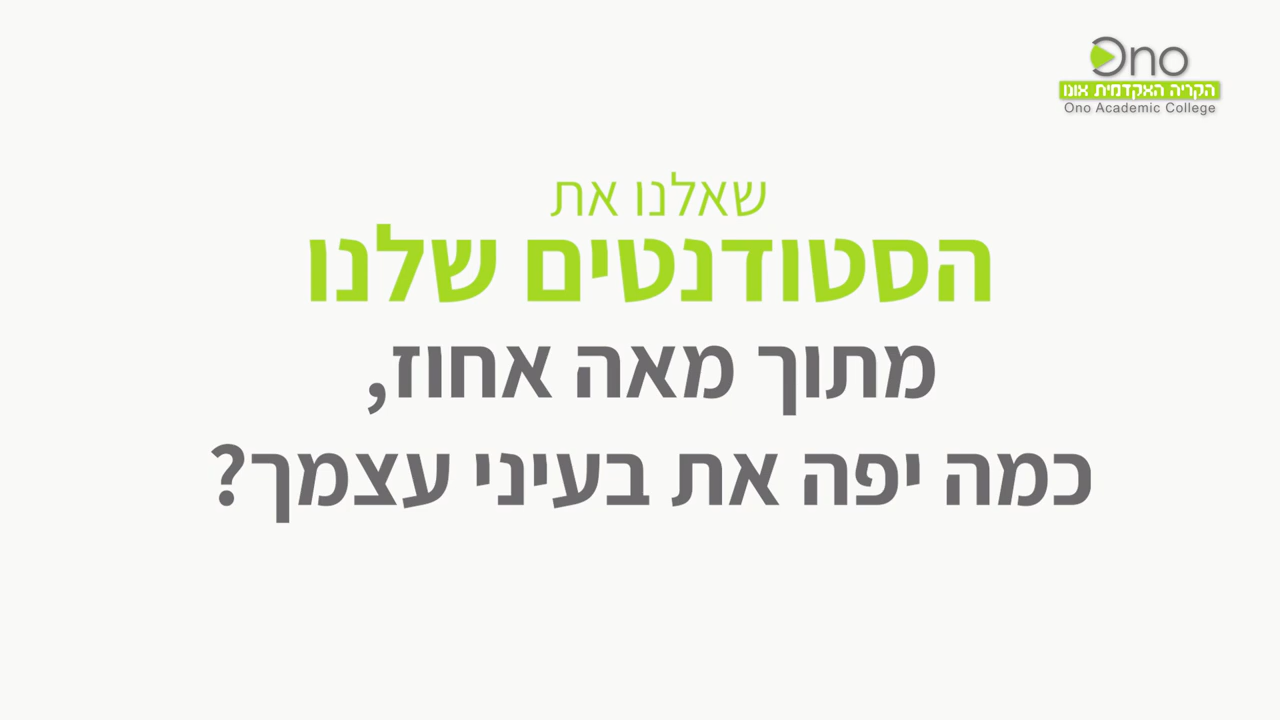 Ono
הקריה האקדמית אונו
Ono Academic College
שאלנו את
הסטודנטים שלנו
מתוך מאה אחוז,
כמה יפה את בעיני עצמך?